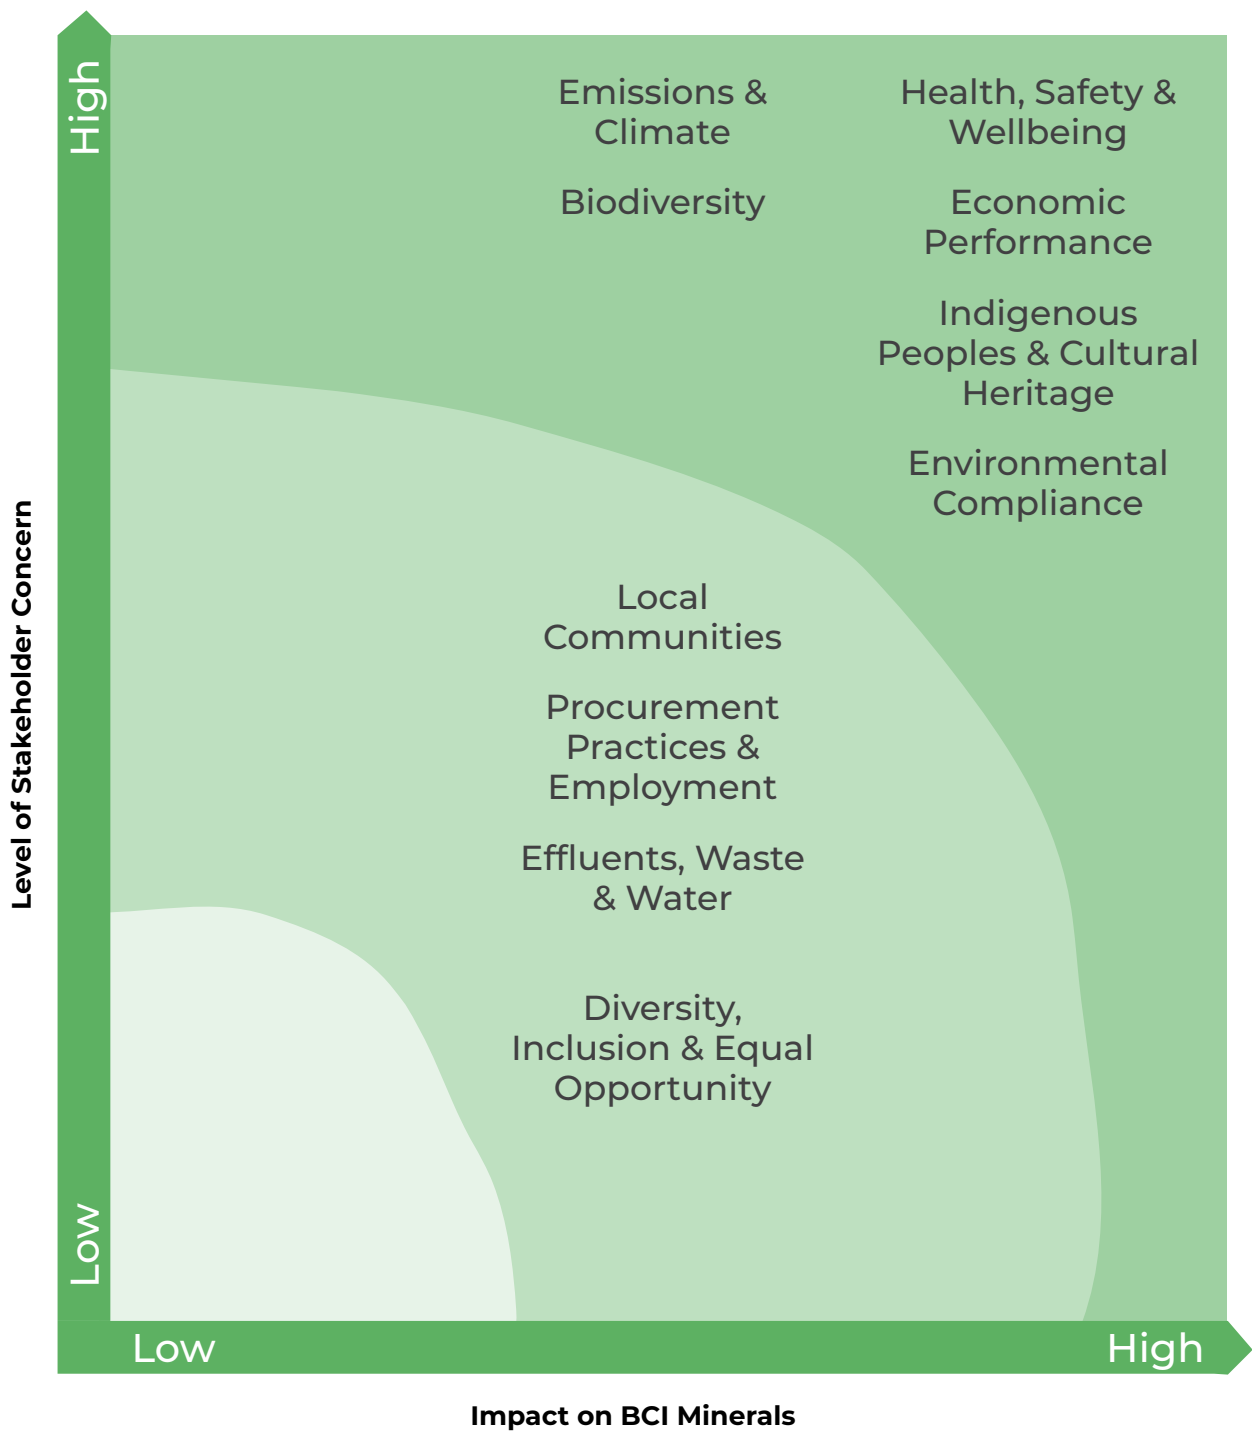 High
Emissions &
Climate
Biodiversity
Health, Safety &
Wellbeing
Economic
Performance
Indigenous
Peoples & Cultural
Heritage
Environmental
Compliance
Level of Stakeholder Concern
Local
Communities
Procurement
Practices &
Employment
Effluents, Waste
& Water
Diversity,
Inclusion & Equal
Opportunity
Low
Low
High
Impact on BCI Minerals